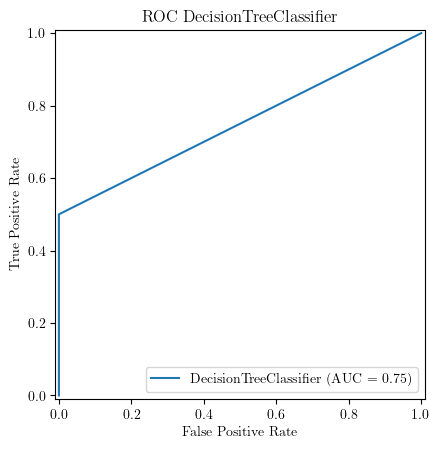 ROC DecisionTreeClassifier
True Positive Rate
1.0
0.8
0.6
0.4
0.2
0.0
DecisionTreeClassifier (AUC = 0.75)
0.0 0.2 0.4 0.6 0.8 1.0
False Positive Rate